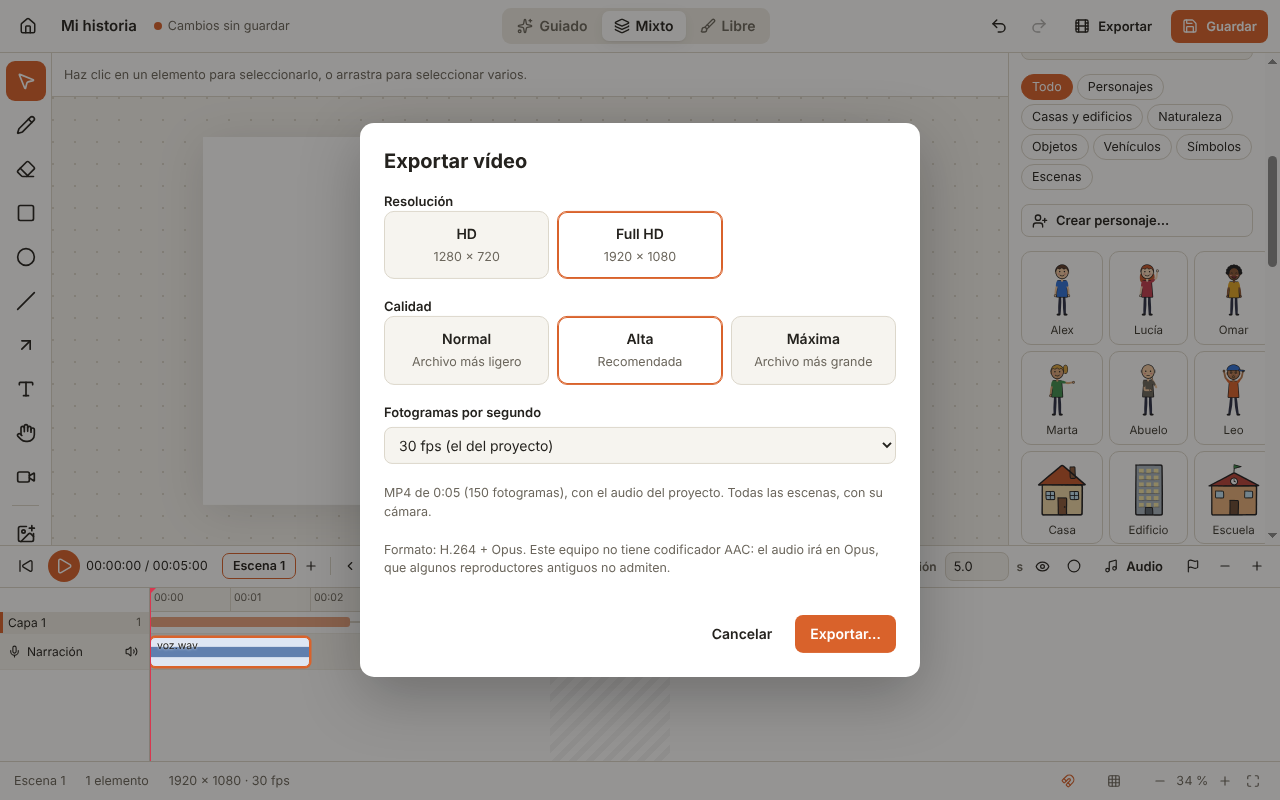 Mi historia
Cambios sin guardar
Guiado
Mixto
Libre
Exportar
Guardar
Haz clic en un elemento para seleccionarlo, o arrastra para seleccionar varios.
Todo
Personajes
Casas y edificios
Naturaleza
Objetos
Vehículos
Símbolos
Escenas
Crear personaje...
Alex
Lucía
Omar
Marta
Abuelo
Leo
Casa
Edificio
Escuela
Exportar vídeo
Resolución
HD
1280 × 720
Full HD
1920 × 1080
Calidad
Normal
Archivo más ligero
Alta
Recomendada
Máxima
Archivo más grande
Fotogramas por segundo
30 fps (el del proyecto)
MP4 de 0:05 (150 fotogramas), con el audio del proyecto. Todas las escenas, con su
cámara.
Formato: H.264 + Opus. Este equipo no tiene codificador AAC: el audio irá en Opus,
que algunos reproductores antiguos no admiten.
Cancelar
Exportar...
00:00:00 / 00:05:00
Escena 1
ión
5.0
s
Audio
00:00
00:01
00:02
Capa 1
1
Narración
voz.wav
Escena 1
1 elemento
1920 × 1080 · 30 fps
34 %